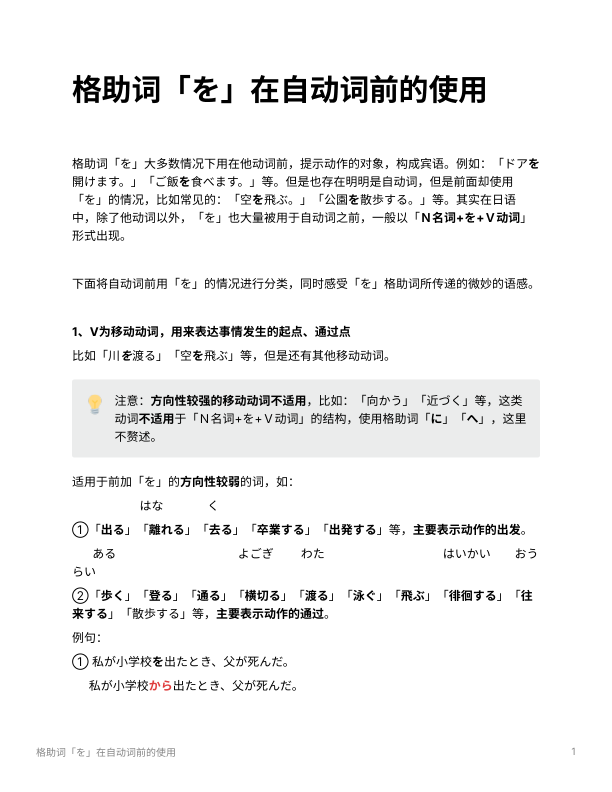 格助词「を」在自动词前的使用
格助词「を」大多数情况下用在他动词前，提示动作的对象，构成宾语。例如：「ドアを
開けます。」「ご飯を食べます。」等。但是也存在明明是自动词，但是前面却使用
「を」的情况，比如常见的：「空を飛ぶ。」「公園を散歩する。」等。其实在日语
中，除了他动词以外，「を」也大量被用于自动词之前，一般以「Ｎ名词+を+Ｖ动词」
形式出现。
下面将自动词前用「を」的情况进行分类，同时感受「を」格助词所传递的微妙的语感。
1、V为移动动词，用来表达事情发生的起点、通过点
比如「川を渡る」「空を飛ぶ」等，但是还有其他移动动词。
💡 注意：方向性较强的移动动词不适用，比如：「向かう」「近づく」等，这类
动词不适用于「Ｎ名词+を+Ｖ动词」的结构，使用格助词「に」「へ」，这里
不赘述。
适用于前加「を」的方向性较弱的词，如：
はな く
①「出る」「離れる」「去る」「卒業する」「出発する」等，主要表示动作的出发。
ある よこぎ わた はいかい おう
らい
②「歩く」「登る」「通る」「横切る」「渡る」「泳ぐ」「飛ぶ」「徘徊する」「往
来する」「散歩する」等，主要表示动作的通过。
例句：
① 私が小学校を出たとき、父が死んだ。
私が小学校から出たとき、父が死んだ。
格助词「を」在自动词前的使用 1